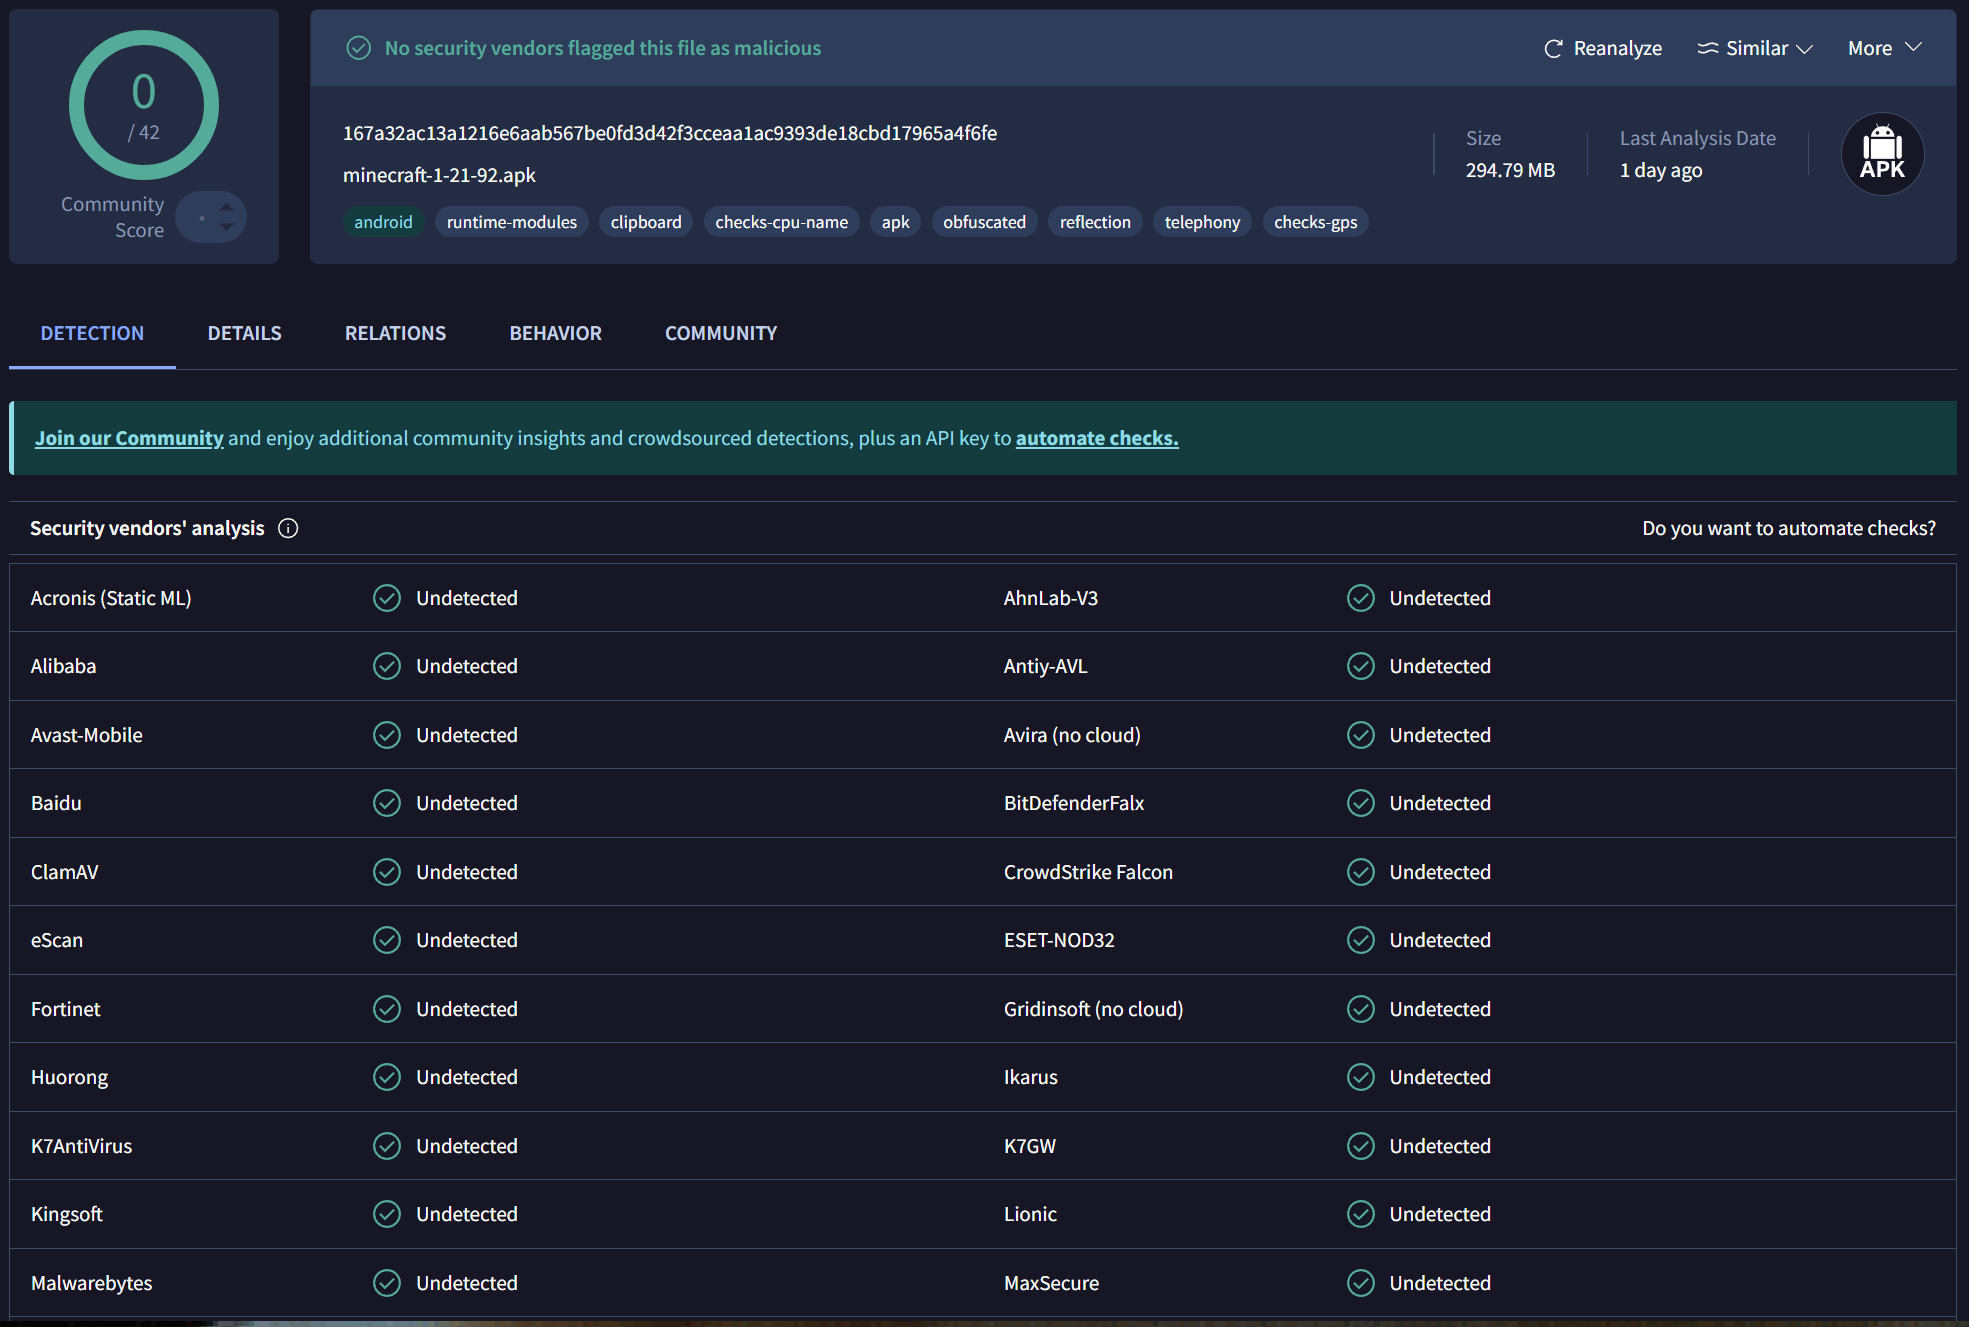 0
/ 42
Community
Score
No security vendors flagged this file as malicious
Reanalyze Similar More
167a32ac13a1216e6aab567be0fd3d42f3cceaa1ac9393de18cbd17965a4f6fe
minecraft-1-21-92.apk
Size
294.79 MB
Last Analysis Date
1 day ago
APK
android runtime-modules clipboard checks-cpu-name apk obfuscated reflection telephony checks-gps
DETECTION DETAILS RELATIONS BEHAVIOR COMMUNITY
Join our Community and enjoy additional community insights and crowdsourced detections, plus an API key to automate checks.
Security vendors' analysis Do you want to automate checks?
Acronis (Static ML) Undetected AhnLab-V3 Undetected
Alibaba Undetected Antiy-AVL Undetected
Avast-Mobile Undetected Avira (no cloud) Undetected
Baidu Undetected BitDefenderFalx Undetected
ClamAV Undetected CrowdStrike Falcon Undetected
eScan Undetected ESET-NOD32 Undetected
Fortinet Undetected Gridinsoft (no cloud) Undetected
Huorong Undetected Ikarus Undetected
K7AntiVirus Undetected K7GW Undetected
Kingsoft Undetected Lionic Undetected
Malwarebytes Undetected MaxSecure Undetected